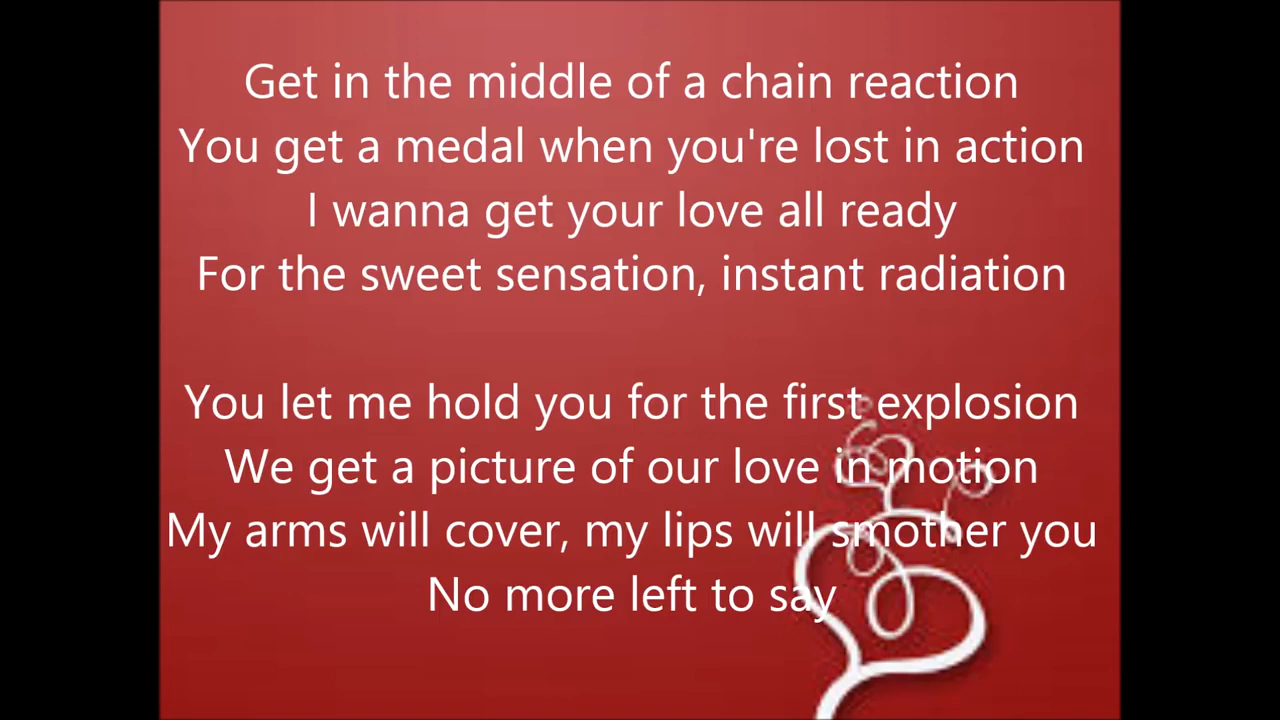 Get in the middle of a chain reaction
You get a medal when you're lost in action
I wanna get your love all ready
For the sweet sensation, instant radiation
You let me hold you for the first explosion
We get a picture of our love in motion
My arms will cover, my lips will smother you
No more left to say